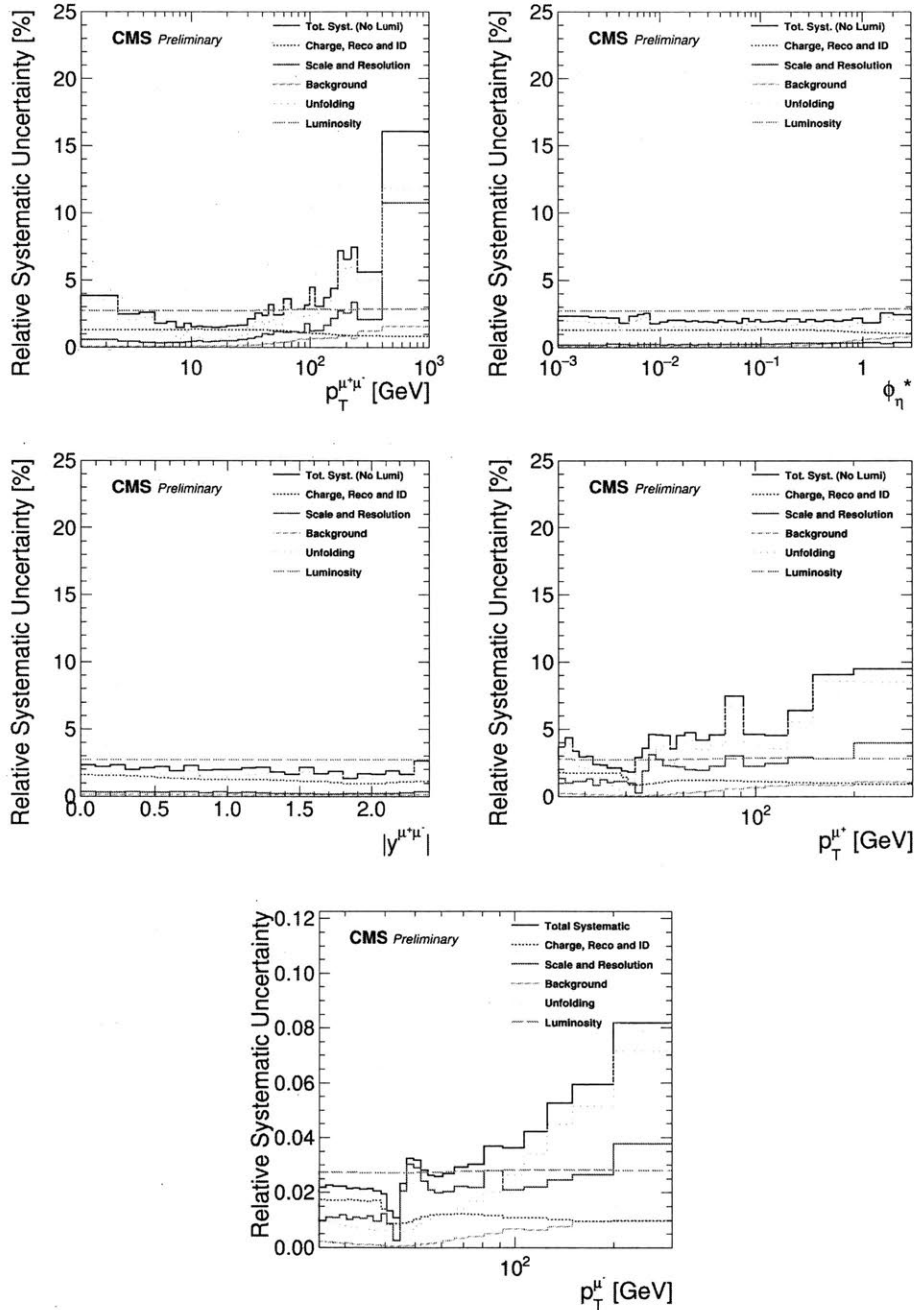 Relative Systematic Uncertainty [%]
25
20
15
10
5
0
CMS Preliminary
Tot. Syst. (No Lumi)
Charge, Reco and ID
Scale and Resolution
Background
Unfolding
Luminosity
10
10²
10³
p_T^{μ⁺μ⁻} [GeV]
Relative Systematic Uncertainty [%]
25
20
15
10
5
0
CMS Preliminary
Tot. Syst. (No Lumi)
Charge, Reco and ID
Scale and Resolution
Background
Unfolding
Luminosity
10⁻³
10⁻²
10⁻¹
1
ϕ_η*
Relative Systematic Uncertainty [%]
25
20
15
10
5
0
CMS Preliminary
Tot. Syst. (No Lumi)
Charge, Reco and ID
Scale and Resolution
Background
Unfolding
Luminosity
0.0 0.5 1.0 1.5 2.0
|y^{μ⁺μ⁻}|
Relative Systematic Uncertainty [%]
25
20
15
10
5
0
CMS Preliminary
Tot. Syst. (No Lumi)
Charge, Reco and ID
Scale and Resolution
Background
Unfolding
Luminosity
10²
p_T^{μ⁺} [GeV]
Relative Systematic Uncertainty
0.12
0.10
0.08
0.06
0.04
0.02
0.00
CMS Preliminary
Total Systematic
Charge, Reco and ID
Scale and Resolution
Background
Unfolding
Luminosity
10²
p_T^{μ⁻} [GeV]